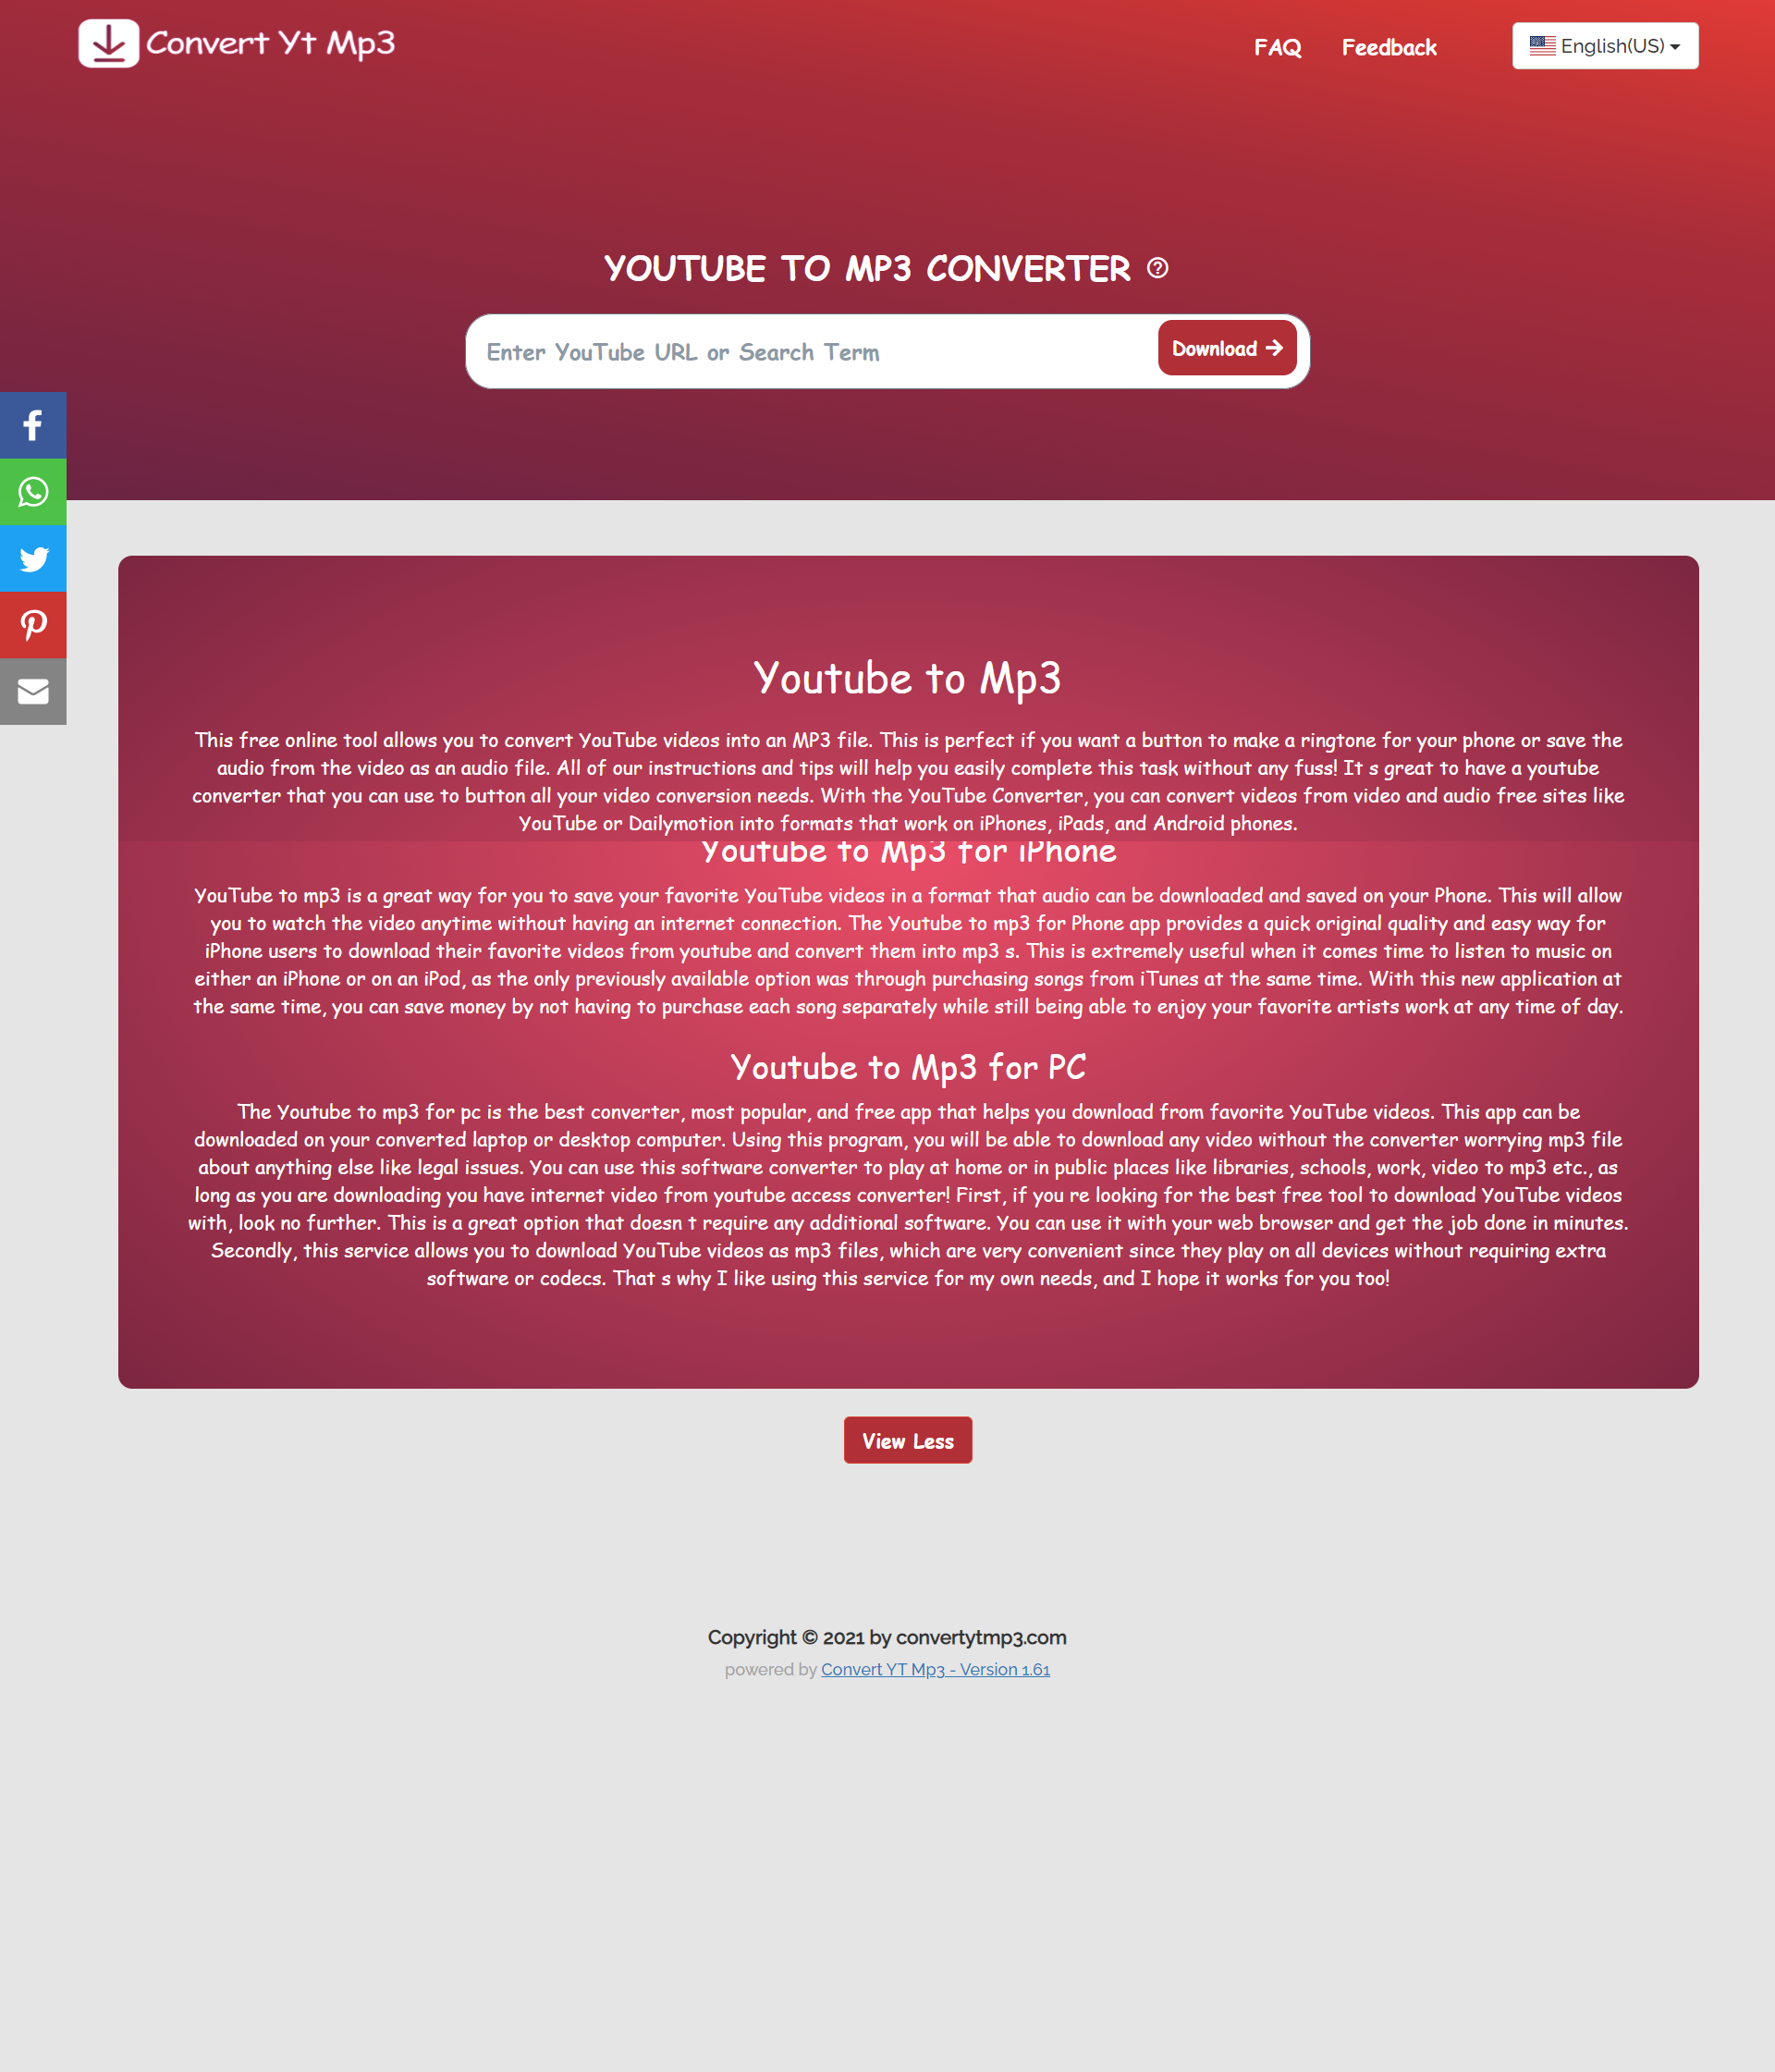 Convert Yt Mp3
FAQ
Feedback
English(US)
YOUTUBE TO MP3 CONVERTER
Enter YouTube URL or Search Term
Download
Youtube to Mp3
This free online tool allows you to convert YouTube videos into an MP3 file. This is perfect if you want a button to make a ringtone for your phone or save the
audio from the video as an audio file. All of our instructions and tips will help you easily complete this task without any fuss! It s great to have a youtube
converter that you can use to button all your video conversion needs. With the YouTube Converter, you can convert videos from video and audio free sites like
YouTube or Dailymotion into formats that work on iPhones, iPads, and Android phones.
Youtube to Mp3 for iPhone
YouTube to mp3 is a great way for you to save your favorite YouTube videos in a format that audio can be downloaded and saved on your Phone. This will allow
you to watch the video anytime without having an internet connection. The Youtube to mp3 for Phone app provides a quick original quality and easy way for
iPhone users to download their favorite videos from youtube and convert them into mp3 s. This is extremely useful when it comes time to listen to music on
either an iPhone or on an iPod, as the only previously available option was through purchasing songs from iTunes at the same time. With this new application at
the same time, you can save money by not having to purchase each song separately while still being able to enjoy your favorite artists work at any time of day.
Youtube to Mp3 for PC
The Youtube to mp3 for pc is the best converter, most popular, and free app that helps you download from favorite YouTube videos. This app can be
downloaded on your converted laptop or desktop computer. Using this program, you will be able to download any video without the converter worrying mp3 file
about anything else like legal issues. You can use this software converter to play at home or in public places like libraries, schools, work, video to mp3 etc., as
long as you are downloading you have internet video from youtube access converter! First, if you re looking for the best free tool to download YouTube videos
with, look no further. This is a great option that doesn t require any additional software. You can use it with your web browser and get the job done in minutes.
Secondly, this service allows you to download YouTube videos as mp3 files, which are very convenient since they play on all devices without requiring extra
software or codecs. That s why I like using this service for my own needs, and I hope it works for you too!
View Less
Copyright © 2021 by convertytmp3.com
powered by Convert YT Mp3 - Version 1.61